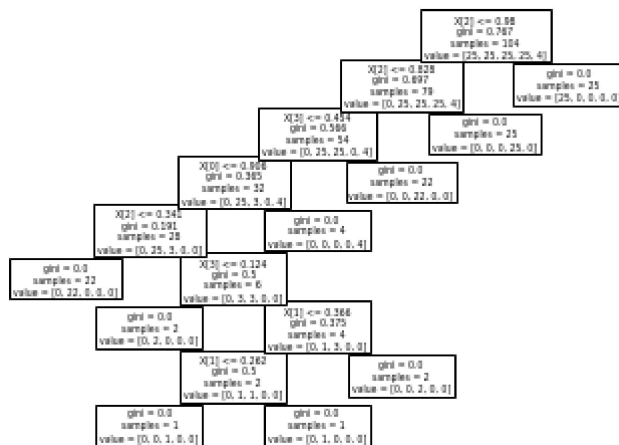 X[2] <= 0.98
gini = 0.767
samples = 104
value = [25, 25, 25, 25, 4]
X[2] <= 0.828
gini = 0.697
samples = 79
value = [0, 25, 25, 25, 4]
gini = 0.0
samples = 25
value = [25, 0, 0, 0, 0]
X[3] <= 0.454
gini = 0.566
samples = 54
value = [0, 25, 25, 0, 4]
gini = 0.0
samples = 25
value = [0, 0, 0, 25, 0]
X[0] <= 0.906
gini = 0.365
samples = 32
value = [0, 25, 3, 0, 4]
gini = 0.0
samples = 22
value = [0, 0, 22, 0, 0]
X[2] <= 0.341
gini = 0.191
samples = 28
value = [0, 25, 3, 0, 0]
gini = 0.0
samples = 4
value = [0, 0, 0, 0, 4]
gini = 0.0
samples = 22
value = [0, 22, 0, 0, 0]
X[3] <= 0.124
gini = 0.5
samples = 6
value = [0, 3, 3, 0, 0]
gini = 0.0
samples = 2
value = [0, 2, 0, 0, 0]
X[1] <= 0.366
gini = 0.375
samples = 4
value = [0, 1, 3, 0, 0]
X[1] <= 0.262
gini = 0.5
samples = 2
value = [0, 1, 1, 0, 0]
gini = 0.0
samples = 2
value = [0, 0, 2, 0, 0]
gini = 0.0
samples = 1
value = [0, 0, 1, 0, 0]
gini = 0.0
samples = 1
value = [0, 1, 0, 0, 0]